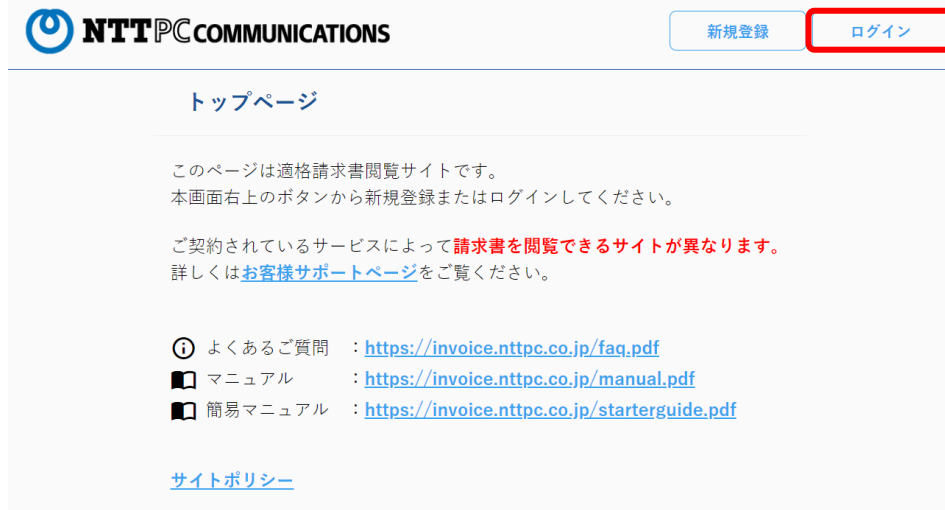 NTTPC COMMUNICATIONS
新規登録
ログイン
トップページ
このページは適格請求書閲覧サイトです。
本画面右上のボタンから新規登録またはログインしてください。
ご契約されているサービスによって請求書を閲覧できるサイトが異なります。
詳しくはお客様サポートページをご覧ください。
よくあるご質問 :https://invoice.nttpc.co.jp/faq.pdf
マニュアル :https://invoice.nttpc.co.jp/manual.pdf
簡易マニュアル :https://invoice.nttpc.co.jp/starterguide.pdf
サイトポリシー